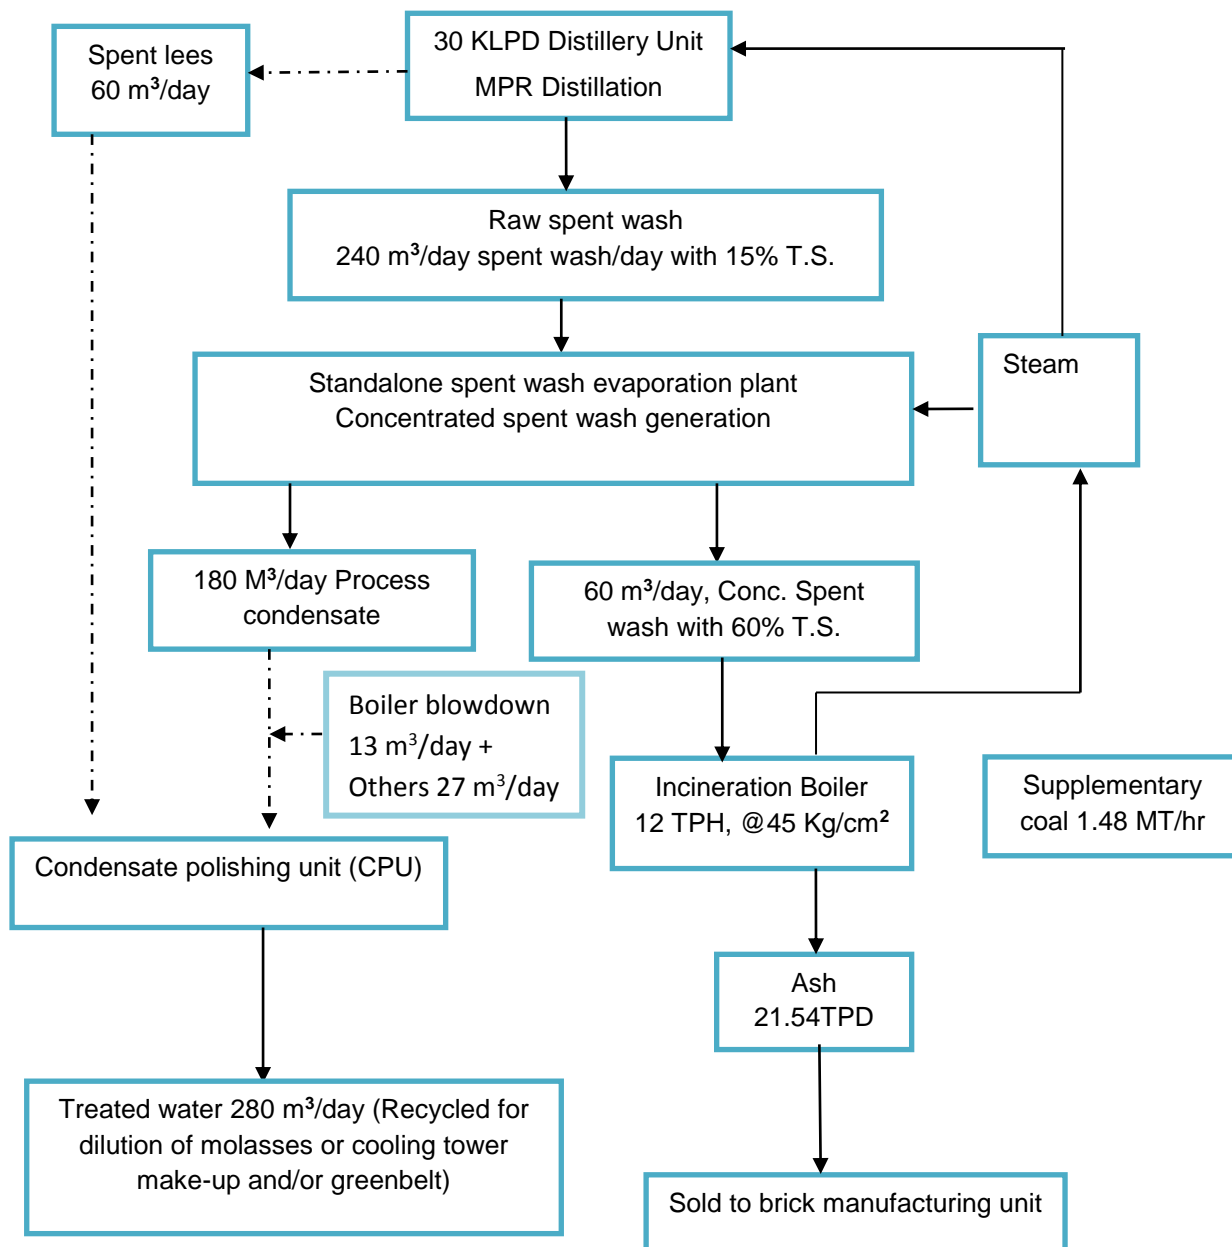 Spent lees
60 m³/day
30 KLPD Distillery Unit
MPR Distillation
Raw spent wash
240 m³/day spent wash/day with 15% T.S.
Standalone spent wash evaporation plant
Concentrated spent wash generation
Steam
180 M³/day Process
condensate
60 m³/day, Conc. Spent
wash with 60% T.S.
Boiler blowdown
13 m³/day +
Others 27 m³/day
Incineration Boiler
12 TPH, @45 Kg/cm²
Supplementary
coal 1.48 MT/hr
Condensate polishing unit (CPU)
Ash
21.54TPD
Treated water 280 m³/day (Recycled for
dilution of molasses or cooling tower
make-up and/or greenbelt)
Sold to brick manufacturing unit